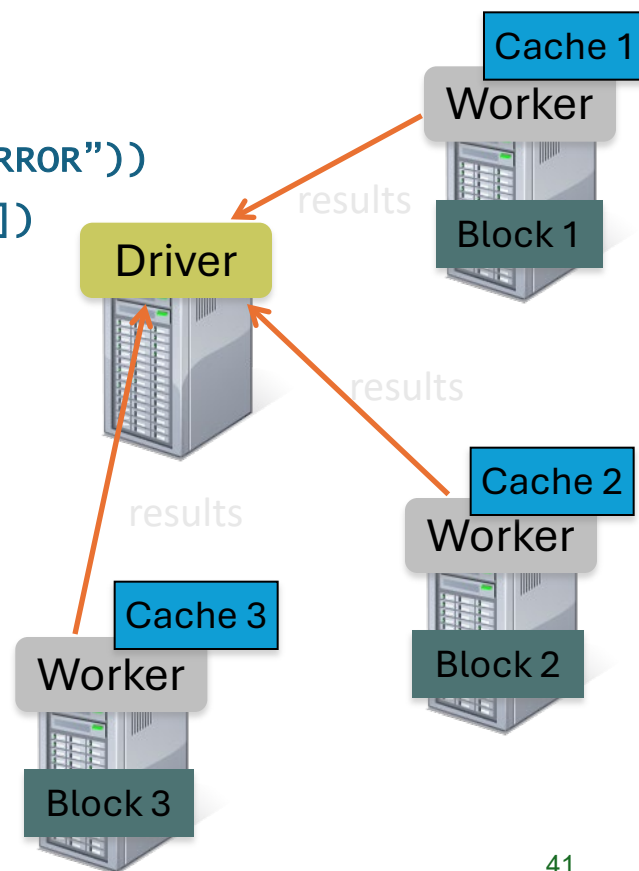 Cache 1
Worker
RROR”))
results
])
Block 1
Driver
results
Cache 2
results
Worker
Cache 3
Block 2
Worker
Block 3
41